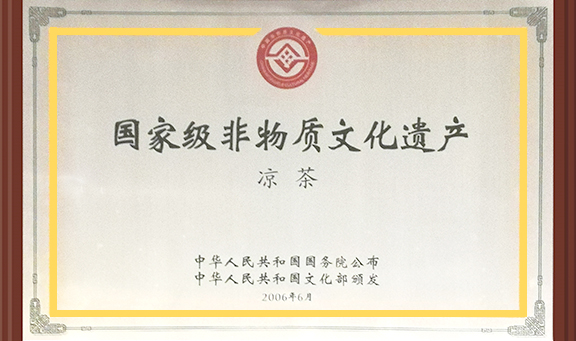 国家级非物质文化遗产
凉茶
中华人民共和国国务院公布
中华人民共和国文化部颁发
2006年6月